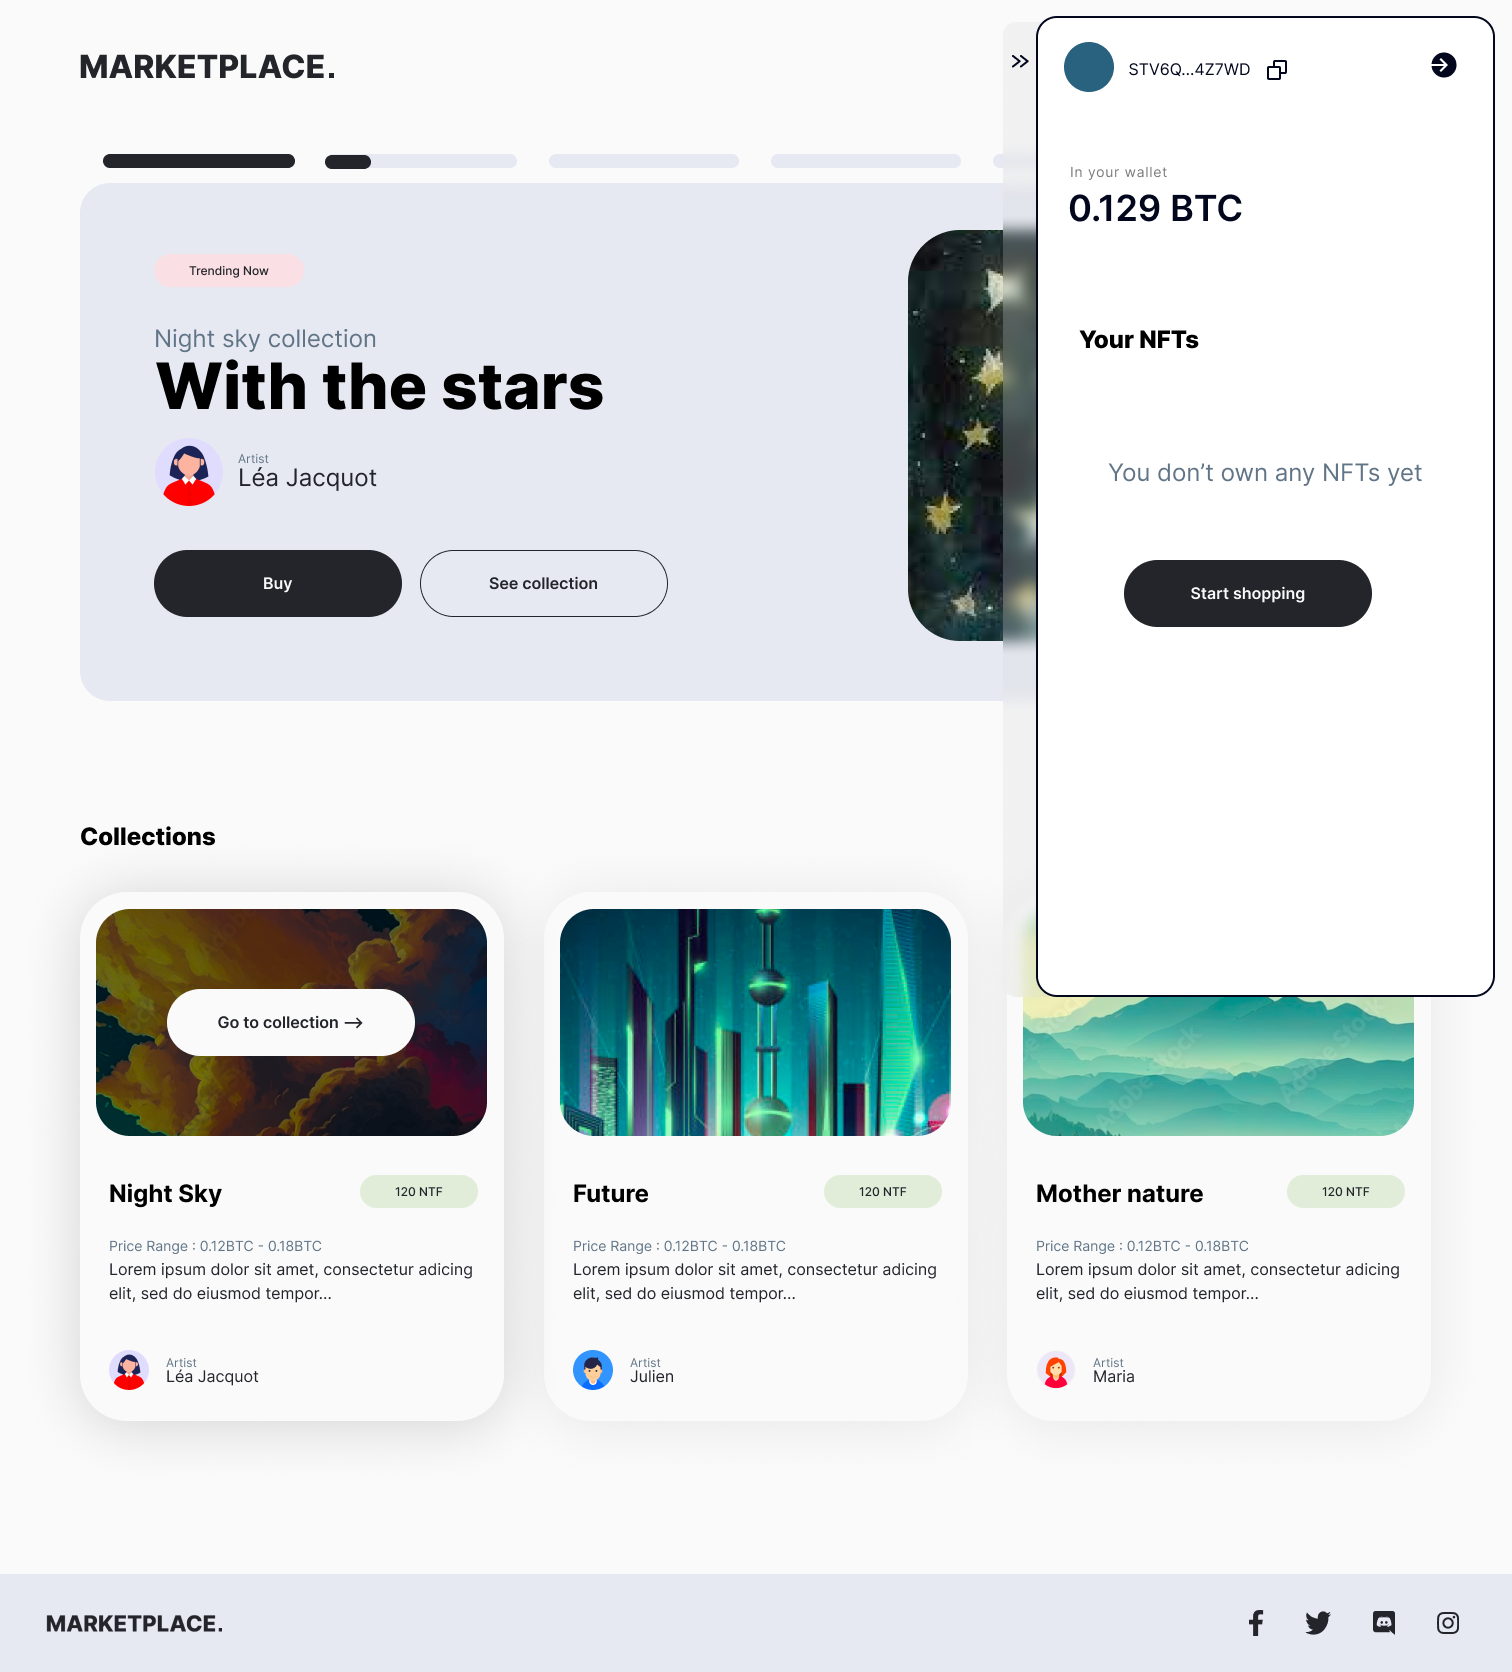 MARKETPLACE.
STV6Q...4Z7WD
In your wallet
0.129 BTC
Your NFTs
You don’t own any NFTs yet
Start shopping
Trending Now
Night sky collection
With the stars
Artist
Léa Jacquot
Buy
See collection
Collections
Go to collection →
Night Sky
120 NTF
Price Range : 0.12BTC - 0.18BTC
Lorem ipsum dolor sit amet, consectetur adicing
elit, sed do eiusmod tempor...
Artist
Léa Jacquot
Future
120 NTF
Price Range : 0.12BTC - 0.18BTC
Lorem ipsum dolor sit amet, consectetur adicing
elit, sed do eiusmod tempor...
Artist
Julien
Adobe Stock
Adobe Stock
Mother nature
120 NTF
Price Range : 0.12BTC - 0.18BTC
Lorem ipsum dolor sit amet, consectetur adicing
elit, sed do eiusmod tempor...
Artist
Maria
MARKETPLACE.